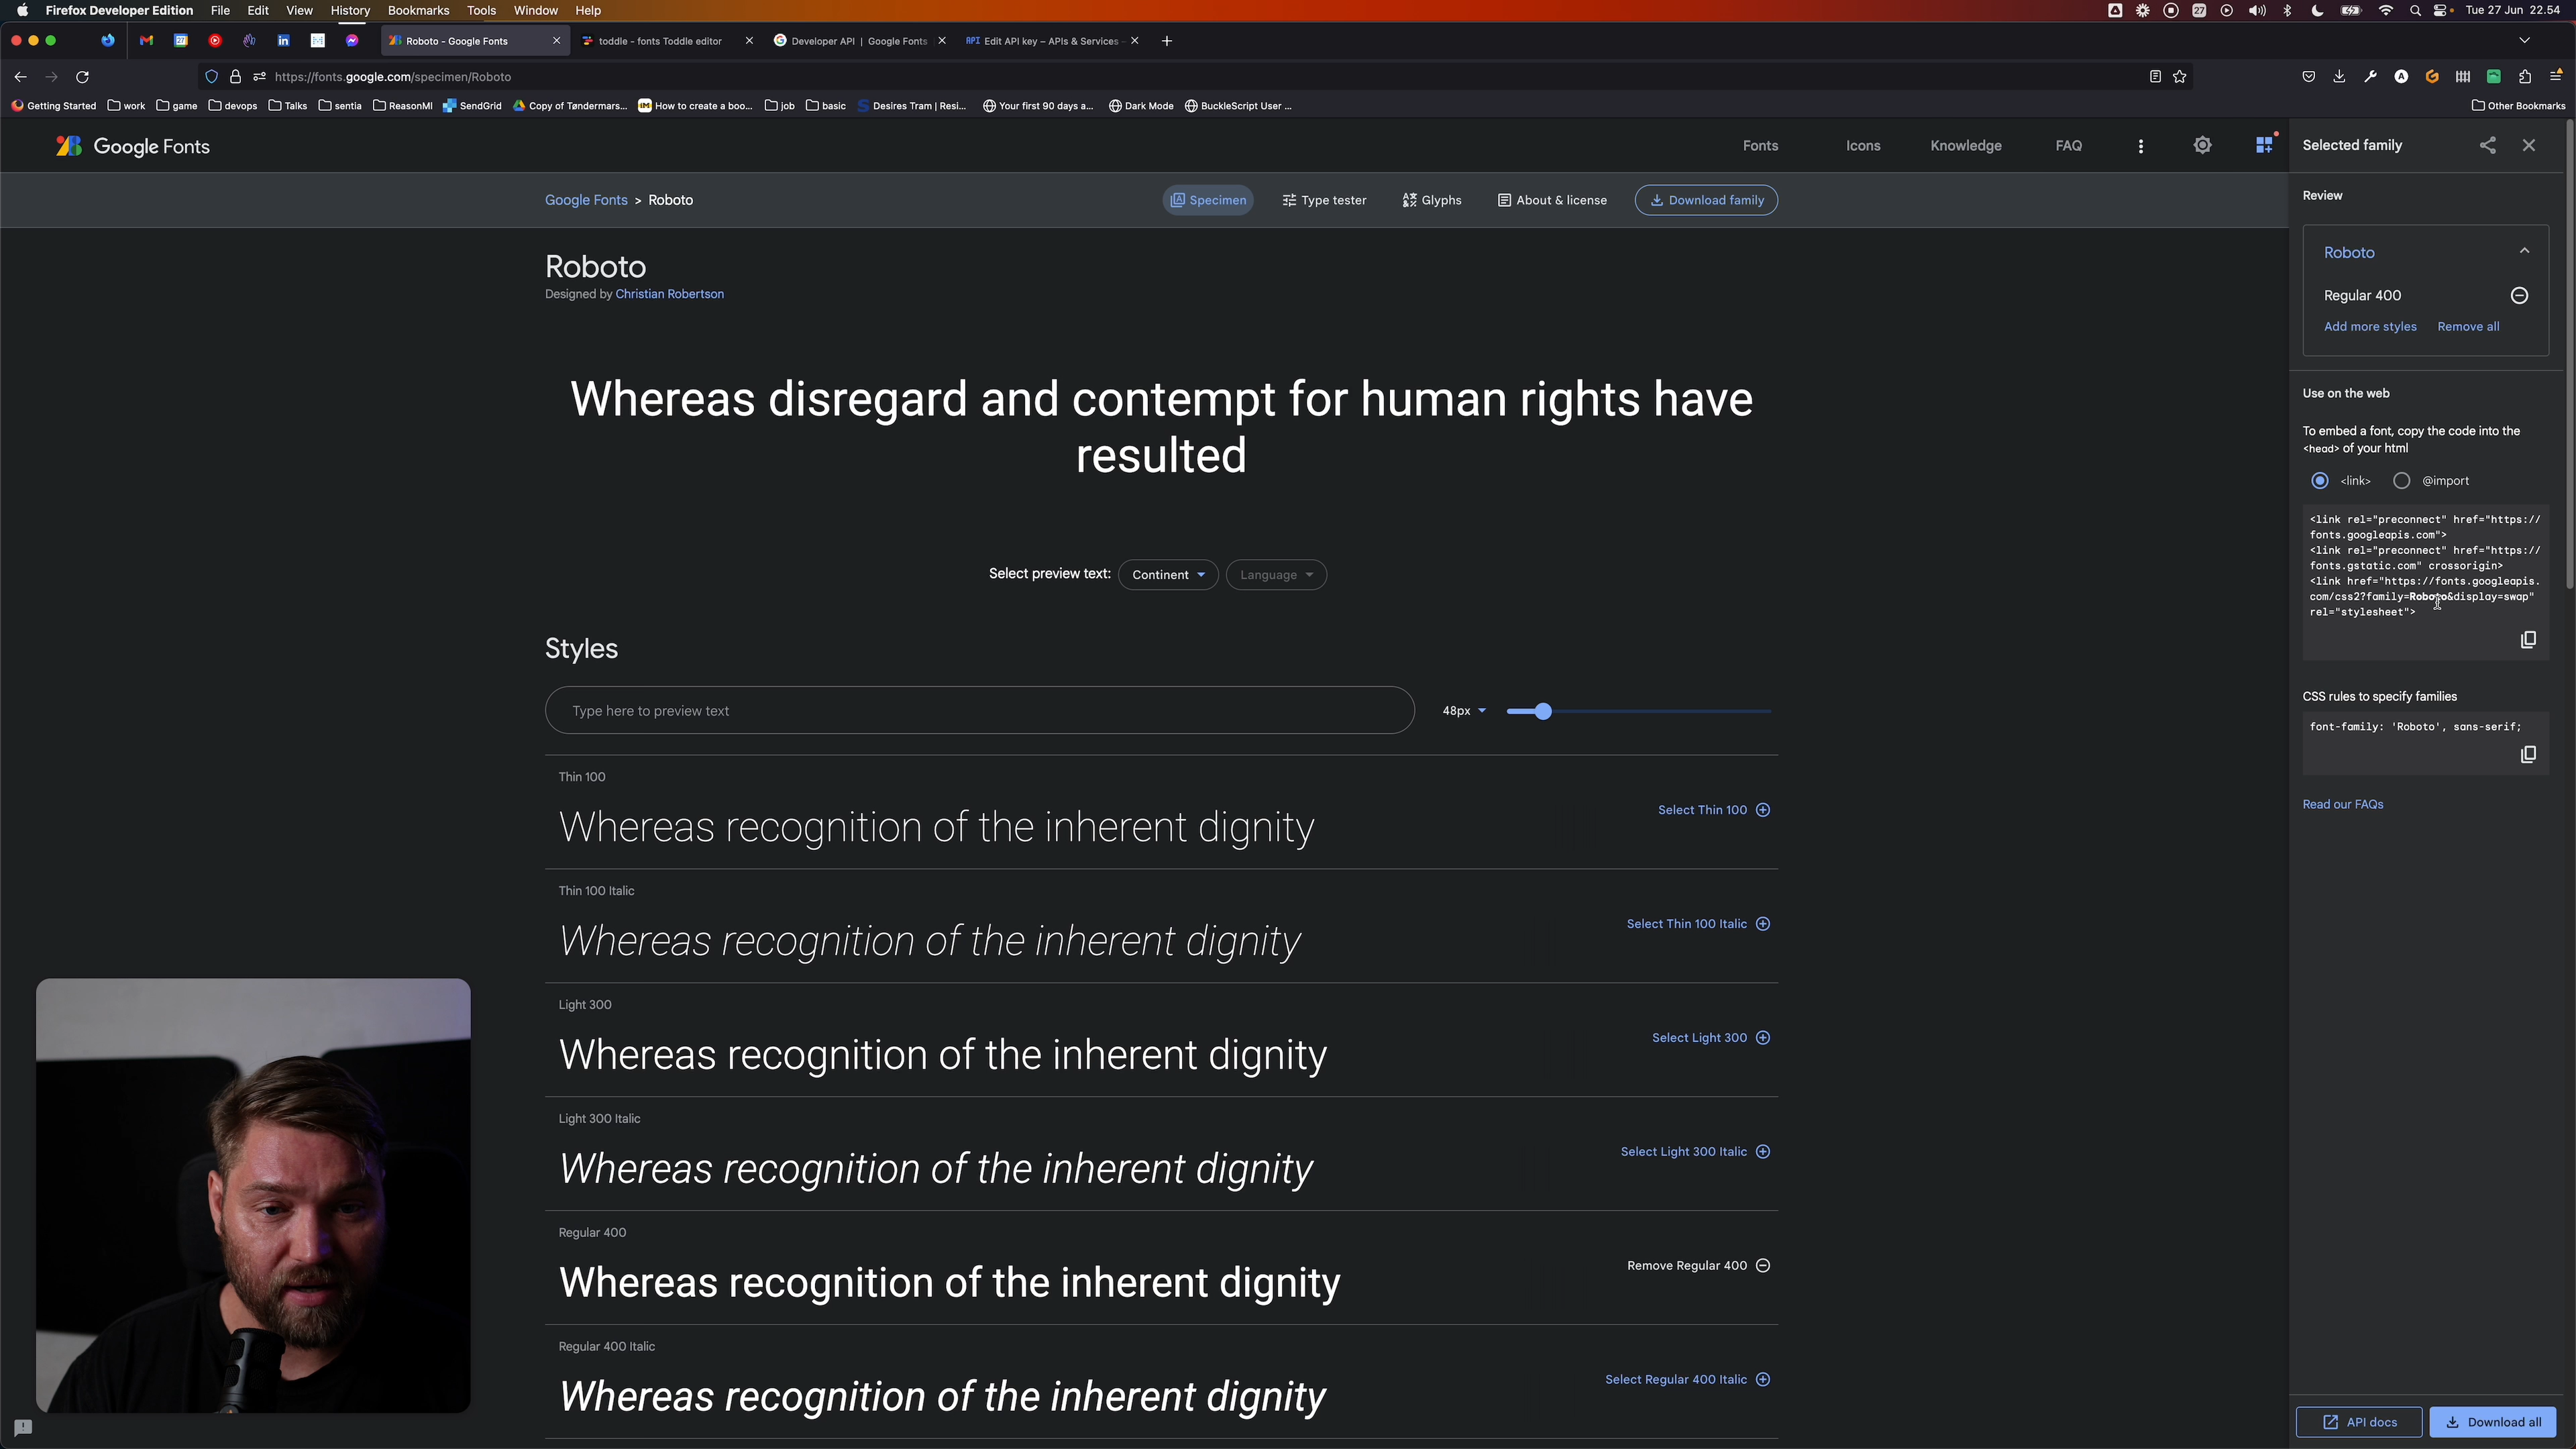 Firefox Developer Edition File Edit View History Bookmarks Tools Window Help
27 Tue 27 Jun 22.54
Roboto - Google Fonts
toddle - fonts Toddle editor
Developer API | Google Fonts
API Edit API key – APIs & Services -
https://fonts.google.com/specimen/Roboto
Getting Started work game devops Talks sentia ReasonMl SendGrid Copy of Tøndermars... How to create a boo... job basic Desires Tram | Resi... Your first 90 days a... Dark Mode BuckleScript User ... Other Bookmarks
Google Fonts
Fonts Icons Knowledge FAQ
Google Fonts > Roboto
Specimen Type tester Glyphs About & license Download family
Roboto
Designed by Christian Robertson
Whereas disregard and contempt for human rights have
resulted
Select preview text: Continent Language
Styles
Type here to preview text
48px
Thin 100
Whereas recognition of the inherent dignity
Select Thin 100
Thin 100 Italic
Whereas recognition of the inherent dignity
Select Thin 100 Italic
Light 300
Whereas recognition of the inherent dignity
Select Light 300
Light 300 Italic
Whereas recognition of the inherent dignity
Select Light 300 Italic
Regular 400
Whereas recognition of the inherent dignity
Remove Regular 400
Regular 400 Italic
Whereas recognition of the inherent dignity
Select Regular 400 Italic
Selected family
Review
Roboto
Regular 400
Add more styles Remove all
Use on the web
To embed a font, copy the code into the
<head> of your html
<link> @import
<link rel="preconnect" href="https://
fonts.googleapis.com">
<link rel="preconnect" href="https://
fonts.gstatic.com" crossorigin>
<link href="https://fonts.googleapis.
com/css2?family=Roboto&display=swap"
rel="stylesheet">
CSS rules to specify families
font-family: 'Roboto', sans-serif;
Read our FAQs
API docs Download all